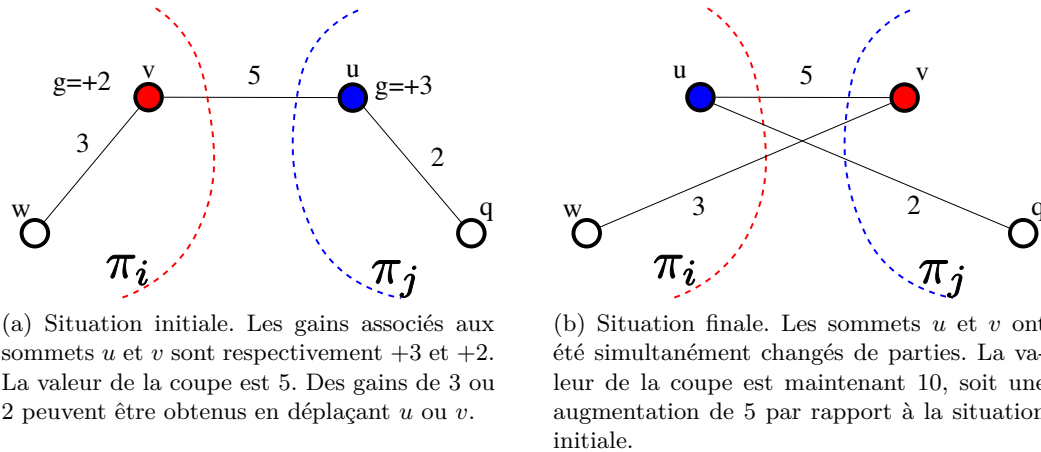 v
g=+2
5
u
g=+3
3
2
w
q
πi
πj
(a) Situation initiale. Les gains associés aux
sommets u et v sont respectivement +3 et +2.
La valeur de la coupe est 5. Des gains de 3 ou
2 peuvent être obtenus en déplaçant u ou v.
u
5
v
w
3
2
q
πi
πj
(b) Situation finale. Les sommets u et v ont
été simultanément changés de parties. La va-
leur de la coupe est maintenant 10, soit une
augmentation de 5 par rapport à la situation
initiale.